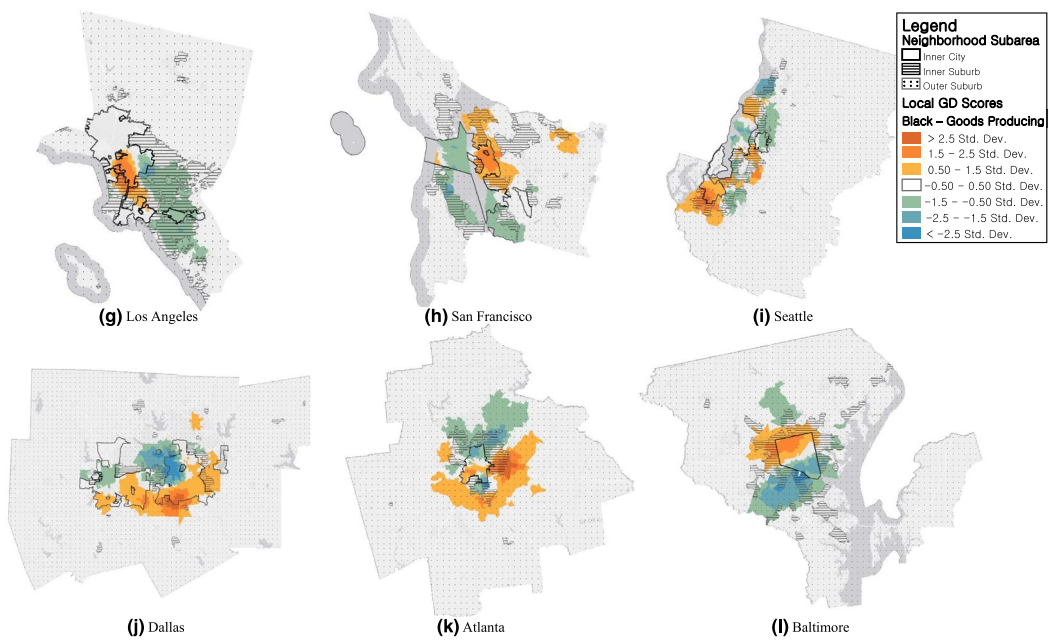 Legend
Neighborhood Subarea
Inner City
Inner Suburb
Outer Suburb
Local GD Scores
Black – Goods Producing
> 2.5 Std. Dev.
1.5 – 2.5 Std. Dev.
0.50 – 1.5 Std. Dev.
-0.50 – 0.50 Std. Dev.
-1.5 – -0.50 Std. Dev.
-2.5 – -1.5 Std. Dev.
< -2.5 Std. Dev.
(g) Los Angeles
(h) San Francisco
(i) Seattle
(j) Dallas
(k) Atlanta
(l) Baltimore